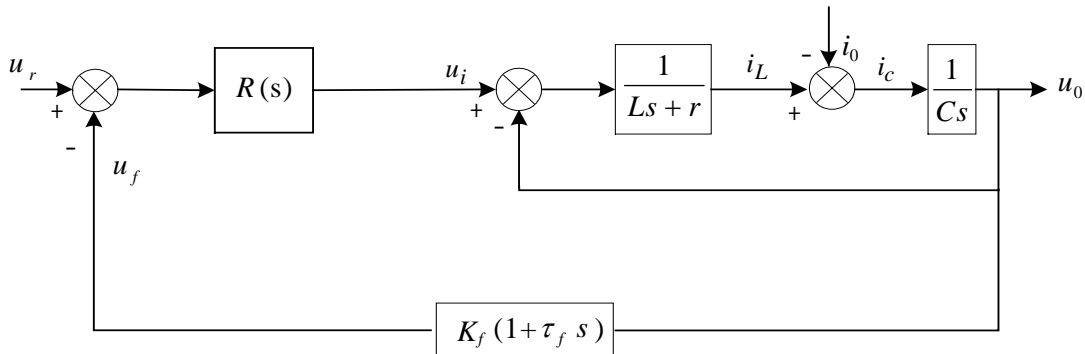 u_r
+
-
u_f
R(s)
u_i
+
-
1
Ls + r
i_L
+
-
i_0
i_c
1
Cs
u_0
K_f (1+ τ_f s)